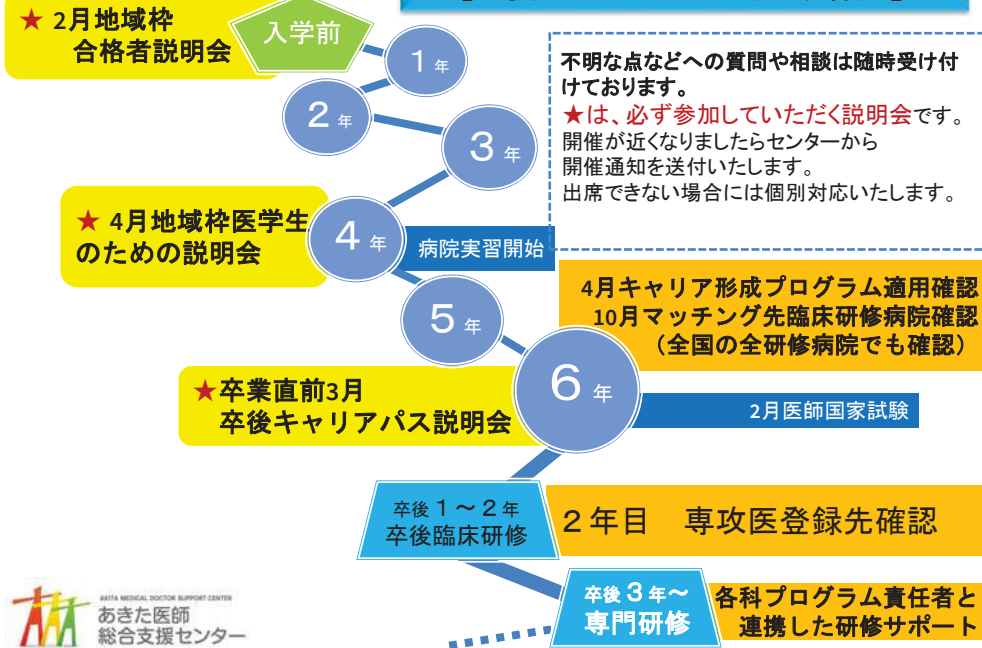 ★ 2月地域枠
合格者説明会
入学前
1 年
2 年
3 年
不明な点などへの質問や相談は随時受け付
けております。
★は、必ず参加していただく説明会です。
開催が近くなりましたらセンターから
開催通知を送付いたします。
出席できない場合には個別対応いたします。
★ 4月地域枠医学生
のための説明会
4 年
病院実習開始
5 年
4月キャリア形成プログラム適用確認
10月マッチング先臨床研修病院確認
(全国の全研修病院でも確認)
★卒業直前3月
卒後キャリアパス説明会
6 年
2月医師国家試験
卒後1〜2年
卒後臨床研修
2年目 専攻医登録先確認
卒後3年〜
専門研修
各科プログラム責任者と
連携した研修サポート
AKITA MEDICAL DOCTOR SUPPORT CENTER
あきた医師
総合支援センター